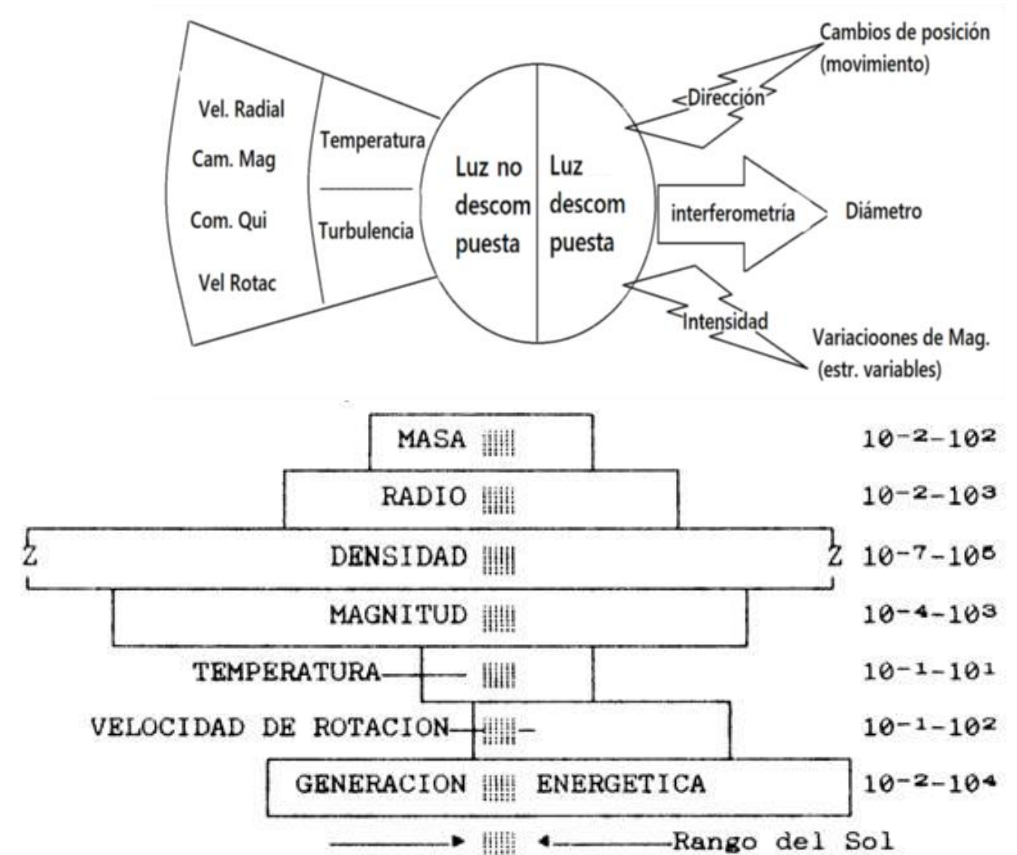 Vel. Radial
Cam. Mag
Com. Qui
Vel Rotac
Temperatura
Turbulencia
Luz no
descom
puesta
Luz
descom
puesta
Dirección
Cambios de posición
(movimiento)
interferometría
Diámetro
Intensidad
Variacioones de Mag.
(estr. variables)
MASA 10-2-10²
RADIO 10-2-10³
Z DENSIDAD Z 10-7-10⁵
MAGNITUD 10-4-10³
TEMPERATURA 10-1-10¹
VELOCIDAD DE ROTACION 10-1-10²
GENERACION ENERGETICA 10-2-10⁴
Rango del Sol